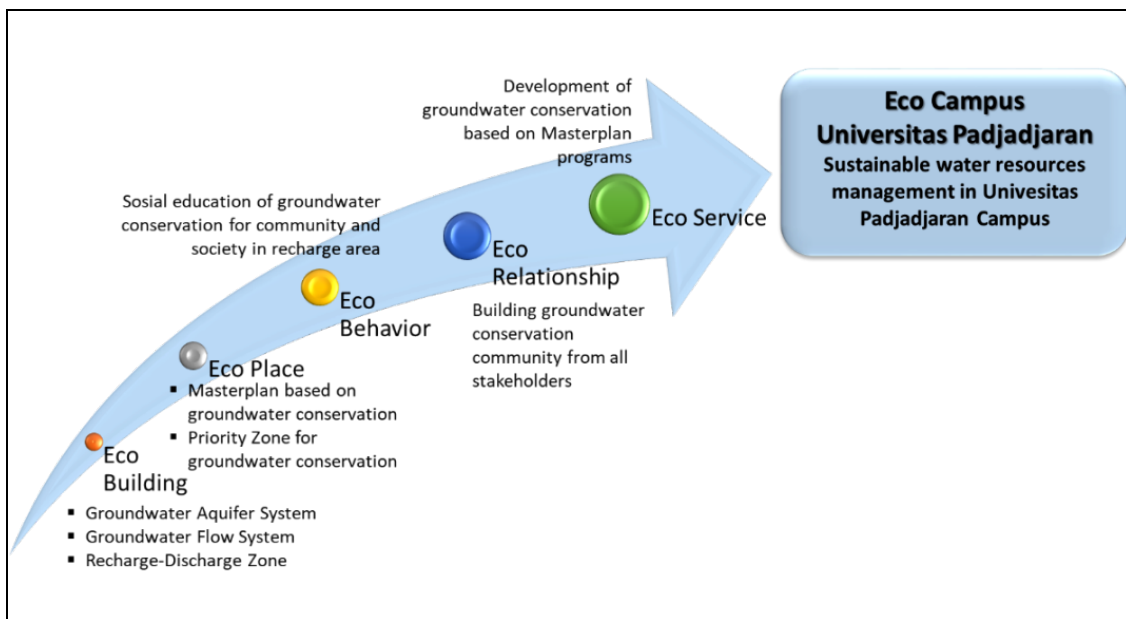 Development of
groundwater conservation
based on Masterplan
programs
Eco Campus
Universitas Padjadjaran
Sustainable water resources
management in Univesitas
Padjadjaran Campus
Sosial education of groundwater
conservation for community and
society in recharge area
Eco Service
Eco
Relationship
Building groundwater
conservation
community from all
stakeholders
Eco
Behavior
Eco Place
▪ Masterplan based on
groundwater conservation
▪ Priority Zone for
groundwater conservation
Eco
Building
▪ Groundwater Aquifer System
▪ Groundwater Flow System
▪ Recharge-Discharge Zone